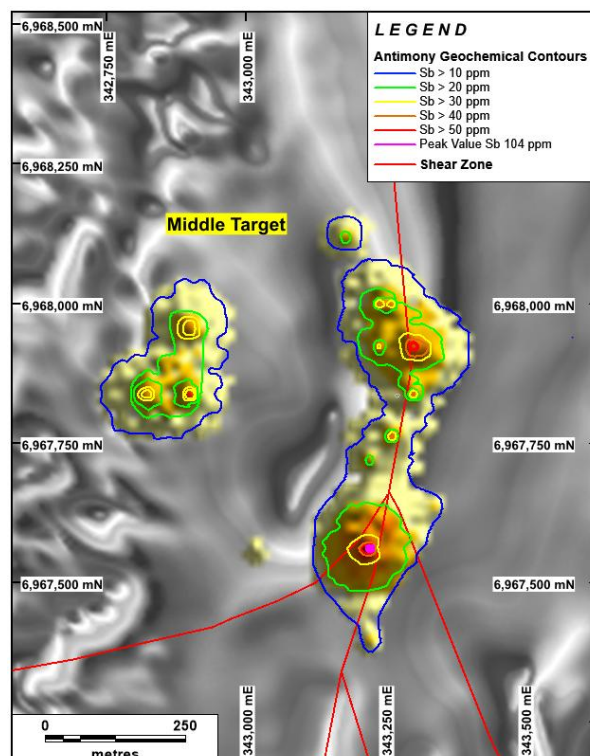 6,968,500 mN
342,750 mE
343,000 mE
LEGEND
Antimony Geochemical Contours
Sb > 10 ppm
Sb > 20 ppm
Sb > 30 ppm
Sb > 40 ppm
Sb > 50 ppm
Peak Value Sb 104 ppm
Shear Zone
6,968,250 mN
Middle Target
6,968,000 mN
6,968,000 mN
6,967,750 mN
6,967,750 mN
6,967,500 mN
6,967,500 mN
343,000 mE
343,250 mE
343,500 mE
0 250
metres